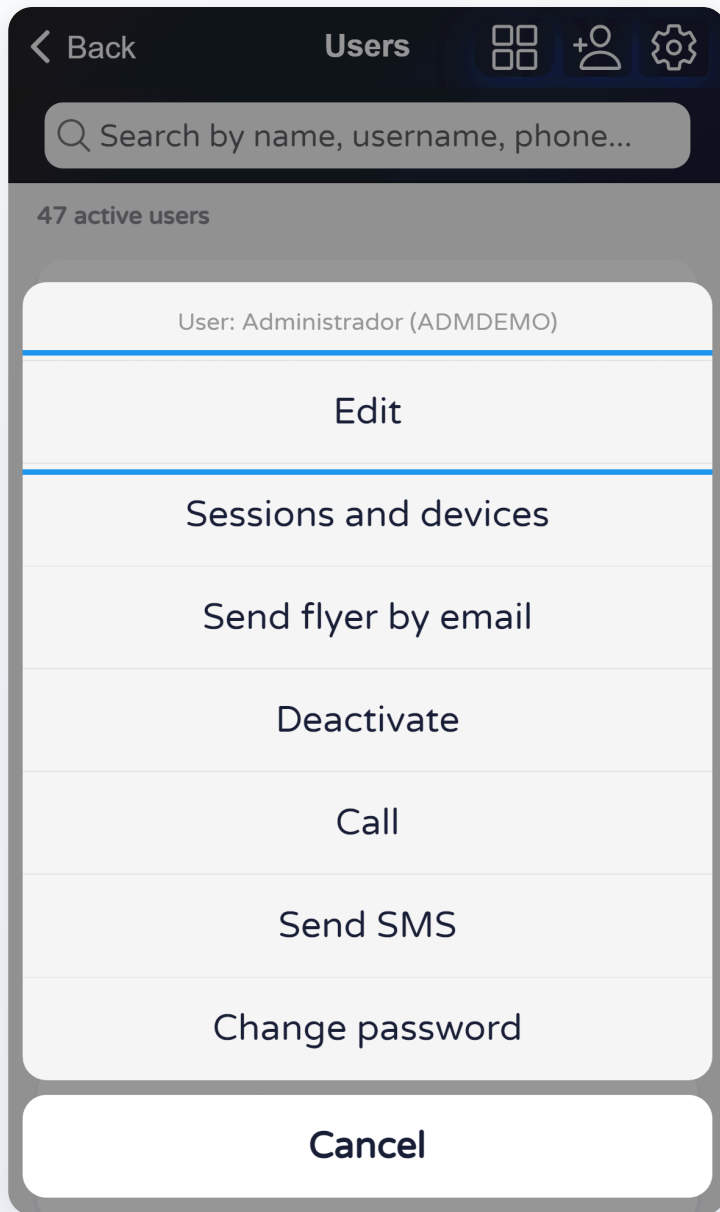 Back
Users
Search by name, username, phone...
47 active users
User: Administrador (ADMDEMO)
Edit
Sessions and devices
Send flyer by email
Deactivate
Call
Send SMS
Change password
Cancel